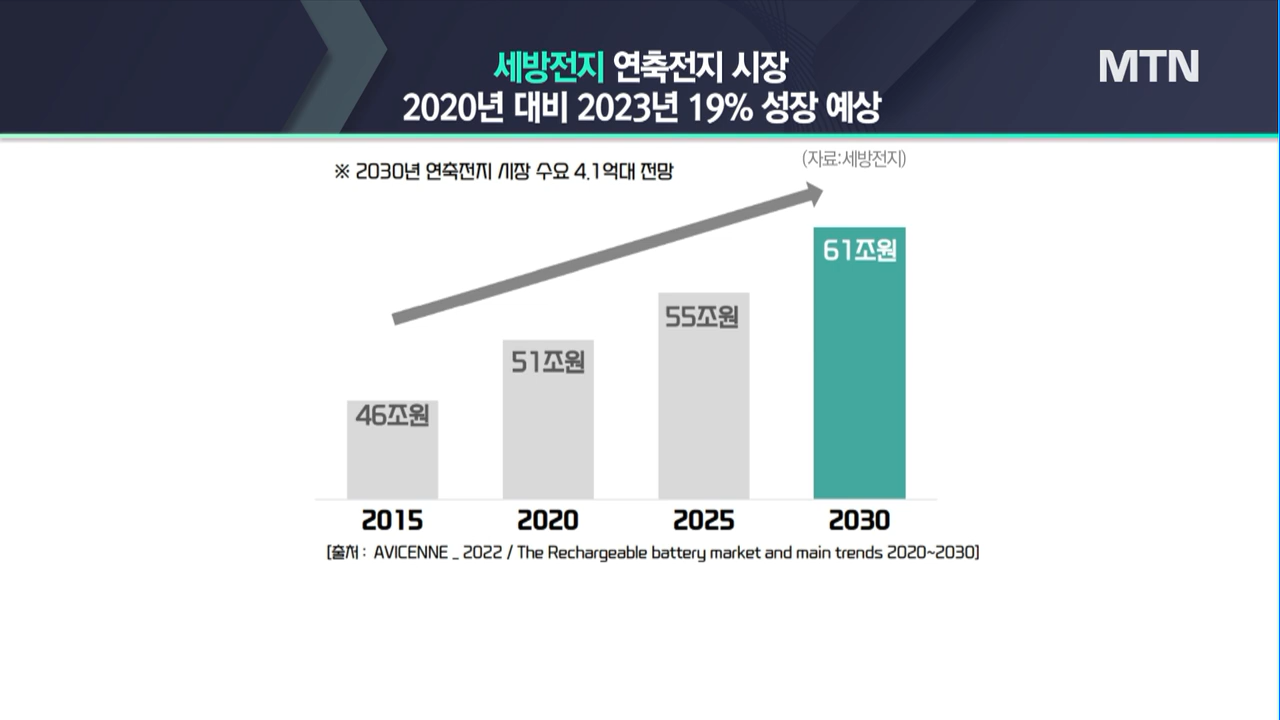 세방전지 연축전지 시장
2020년 대비 2023년 19% 성장 예상
MTN
(자료:세방전지)
※ 2030년 연축전지 시장 수요 4.1억대 전망
46조원
51조원
55조원
61조원
2015
2020
2025
2030
[출처 : AVICENNE _ 2022 / The Rechargeable battery market and main trends 2020~2030]